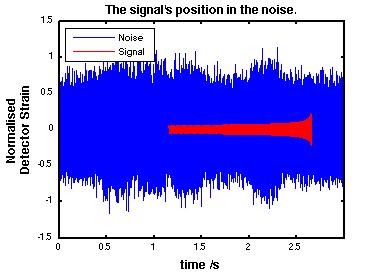 The signal's position in the noise.
Noise
Signal
1.5
1
0.5
0
-0.5
-1
-1.5
Normalised
Detector Strain
0 0.5 1 1.5 2 2.5
time /s